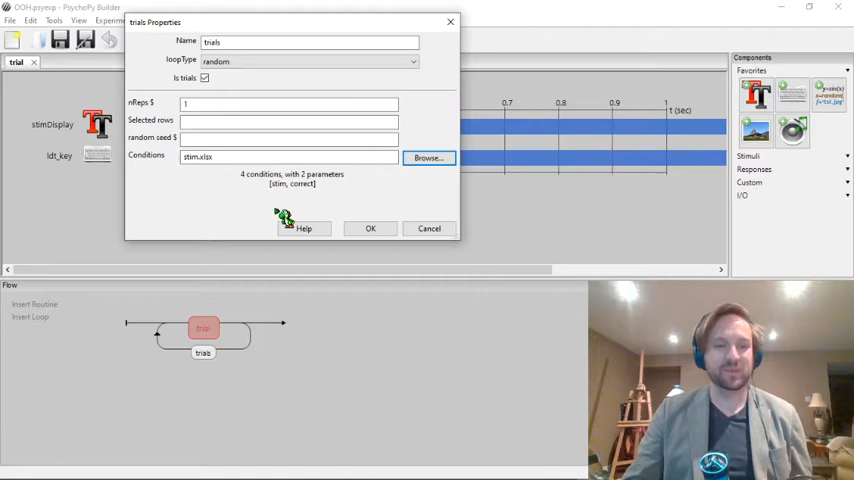 OOH.psyexp - PsychoPy Builder
File Edit Tools View Experiment
trial
stimDisplay
ldt_key
trials Properties
Name trials
loopType random
Is trials
nReps $ 1
Selected rows
random seed $
Conditions stim.xlsx Browse...
4 conditions, with 2 parameters
[stim, correct]
Help OK Cancel
0.7 0.8 0.9 1 t (sec)
Components
Favorites
Stimuli
Responses
Custom
I/O
Flow
Insert Routine
Insert Loop
trial
trials